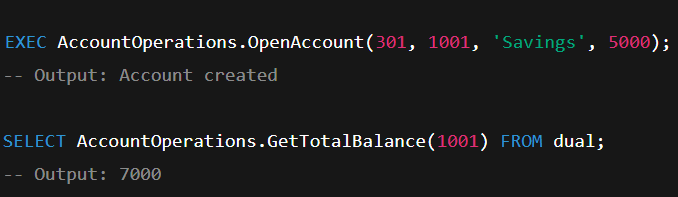 EXEC AccountOperations.OpenAccount(301, 1001, 'Savings', 5000);
-- Output: Account created
SELECT AccountOperations.GetTotalBalance(1001) FROM dual;
-- Output: 7000